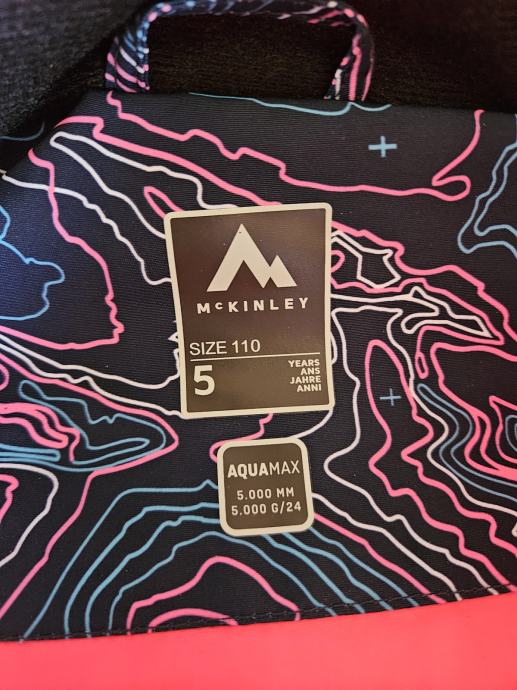 McKINLEY
SIZE 110
5
YEARS
ANS
JAHRE
ANNI
AQUAMAX
5.000 MM
5.000 G/24